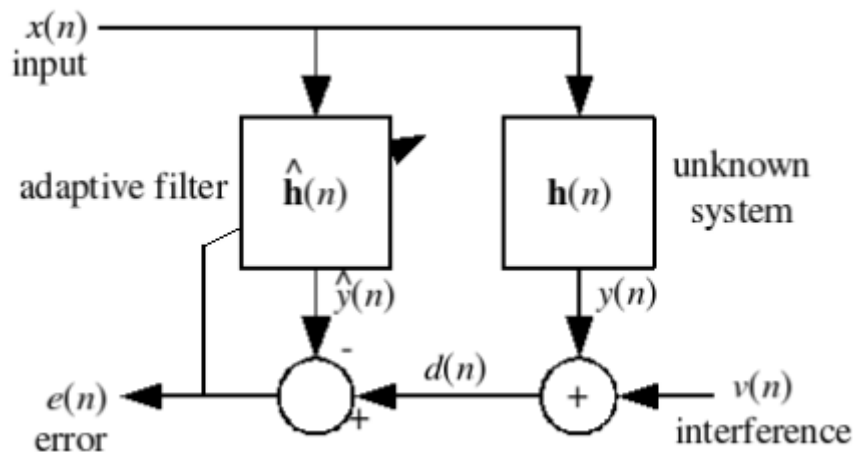 x(n)
input
adaptive filter
ĥ(n)
h(n)
unknown
system
ŷ(n)
y(n)
-
d(n)
+
+
e(n)
error
v(n)
interference